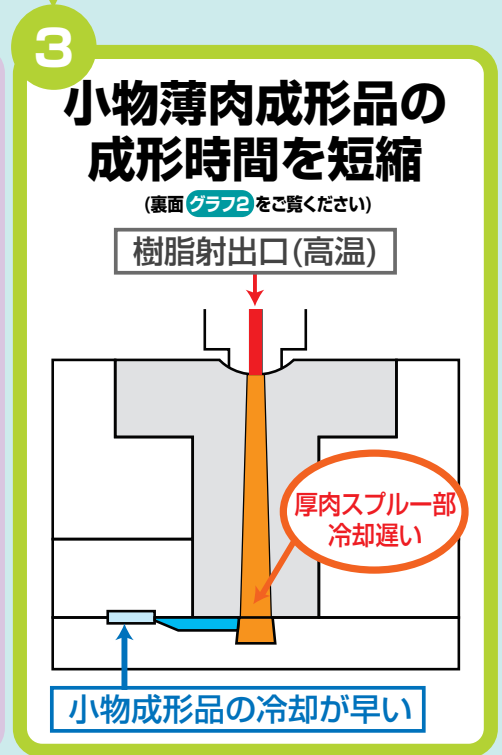 3
小物薄肉成形品の
成形時間を短縮
(裏面 グラフ2 をご覧ください)
樹脂射出口(高温)
厚肉スプルー部
冷却遅い
小物成形品の冷却が早い